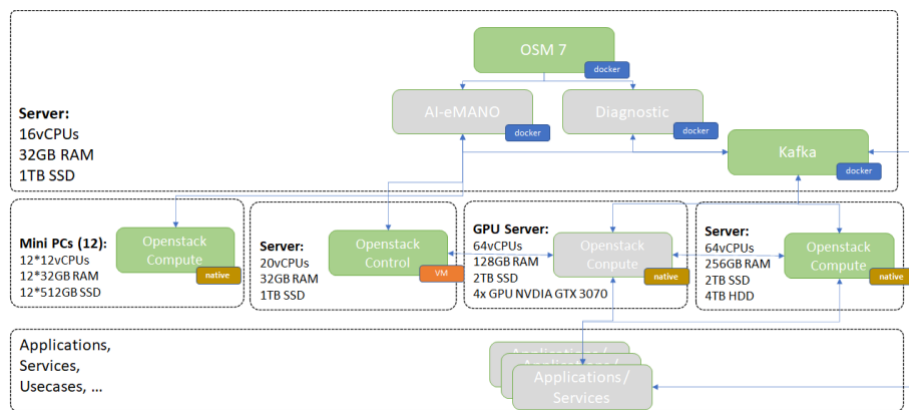 OSM 7
docker
Server:
16vCPUs
32GB RAM
1TB SSD
AI-eMANO
docker
Diagnostic
docker
Kafka
docker
Mini PCs (12):
12*12vCPUs
12*32GB RAM
12*512GB SSD
Openstack
Compute
native
Server:
20vCPUs
32GB RAM
1TB SSD
Openstack
Control
VM
GPU Server:
64vCPUs
128GB RAM
2TB SSD
4x GPU NVDIA GTX 3070
Openstack
Compute
native
Server:
64vCPUs
256GB RAM
2TB SSD
4TB HDD
Openstack
Compute
native
Applications,
Services,
Usecases, ...
Applications /
Applications /
Applications /
Services